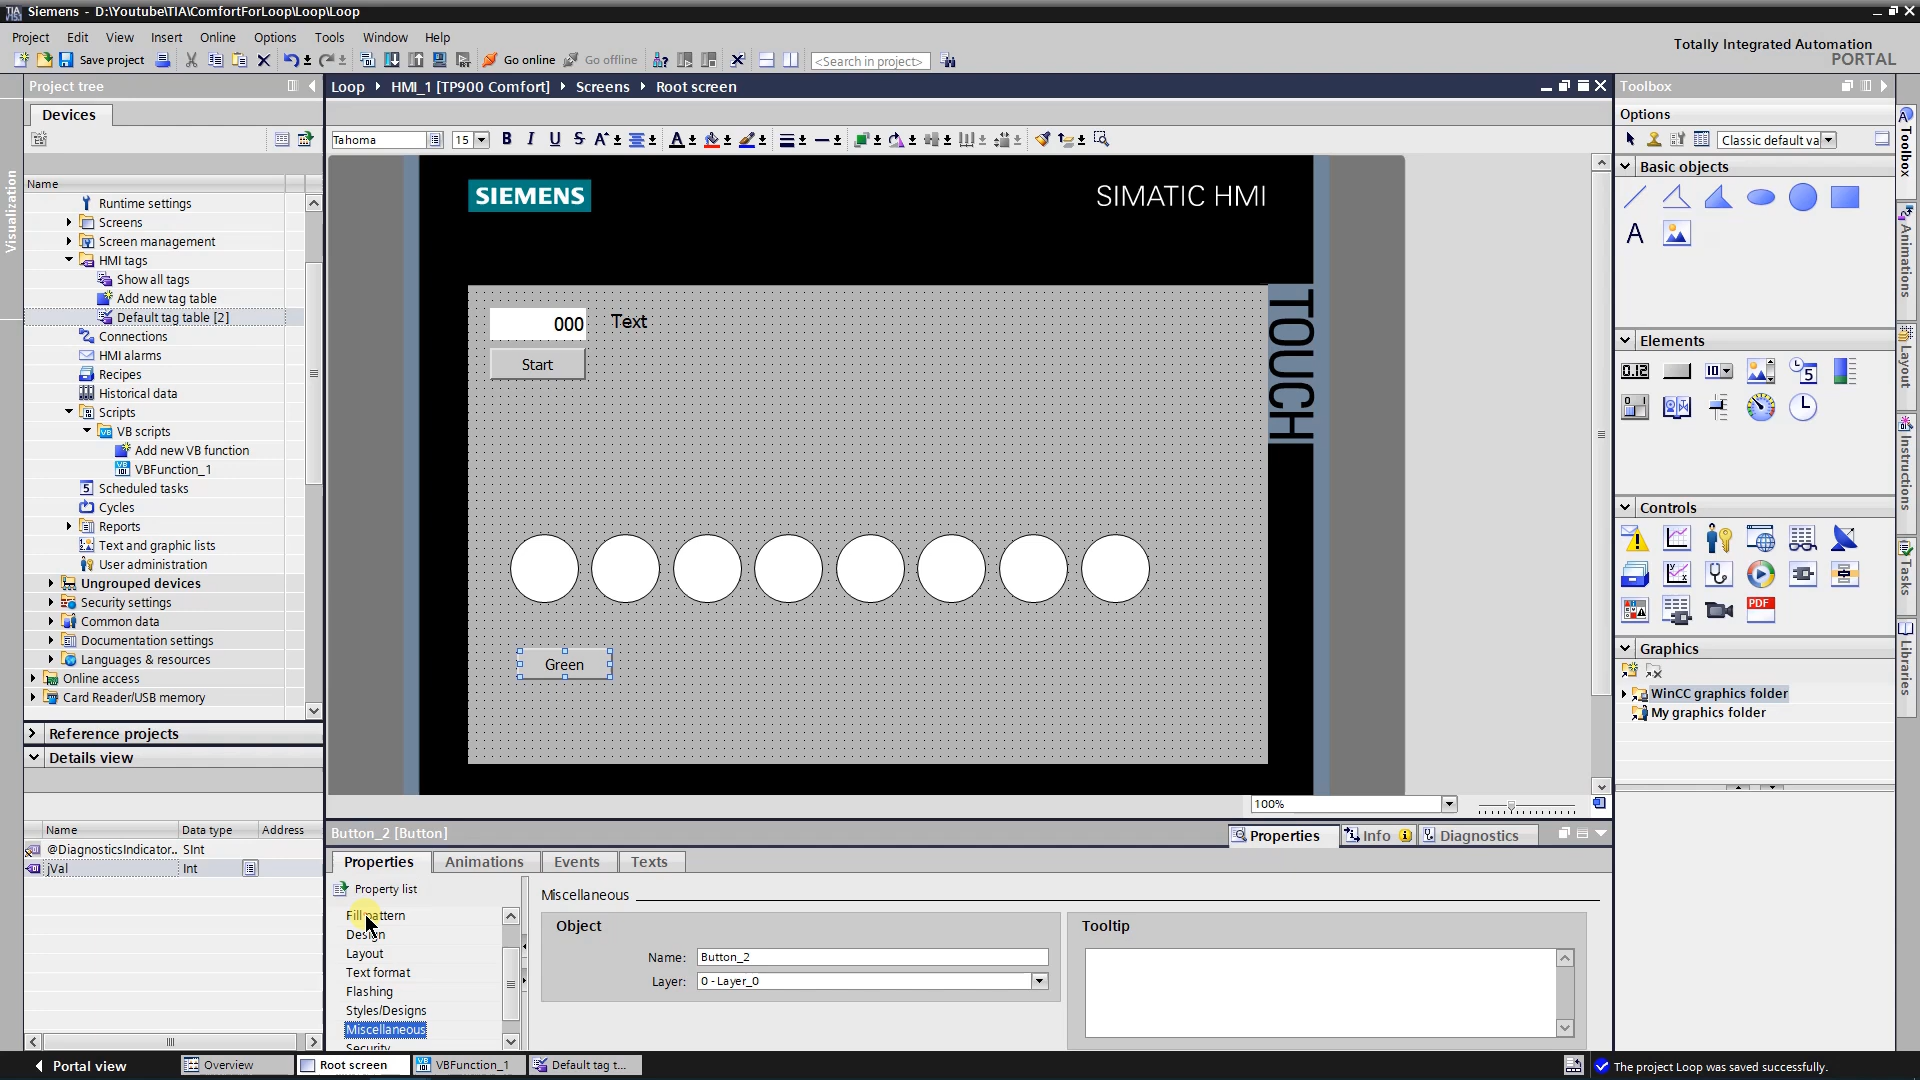 Siemens - D:\Youtube\TIA\ComfortForLoop\Loop\Loop
Project Edit View Insert Online Options Tools Window Help
Totally Integrated Automation
PORTAL
Save project
Go online
Go offline
<Search in project>
Project tree
Loop HMI_1 [TP900 Comfort] Screens Root screen
Toolbox
Devices
Options
Tahoma 15
Classic default va
Visualization
Name
Runtime settings
Screens
Screen management
HMI tags
Show all tags
Add new tag table
Default tag table [2]
Connections
HMI alarms
Recipes
Historical data
Scripts
VB scripts
Add new VB function
VBFunction_1
Scheduled tasks
Cycles
Reports
Text and graphic lists
User administration
Ungrouped devices
Security settings
Common data
Documentation settings
Languages & resources
Online access
Card Reader/USB memory
Reference projects
Details view
Name Data type Address
@DiagnosticsIndicator.. SInt
jVal Int
SIEMENS
SIMATIC HMI
TOUCH
000 Text
Start
Green
100%
Button_2 [Button]
Properties Info Diagnostics
Properties Animations Events Texts
Property list
Fill pattern
Design
Layout
Text format
Flashing
Styles/Designs
Miscellaneous
Security
Miscellaneous
Object
Name: Button_2
Layer: 0 - Layer_0
Tooltip
Basic objects
A
Elements
0.12
10
5
Controls
PDF
Graphics
WinCC graphics folder
My graphics folder
Toolbox
Animations
Layout
Instructions
Tasks
Libraries
Portal view
Overview
Root screen
VBFunction_1
Default tag t...
The project Loop was saved successfully.